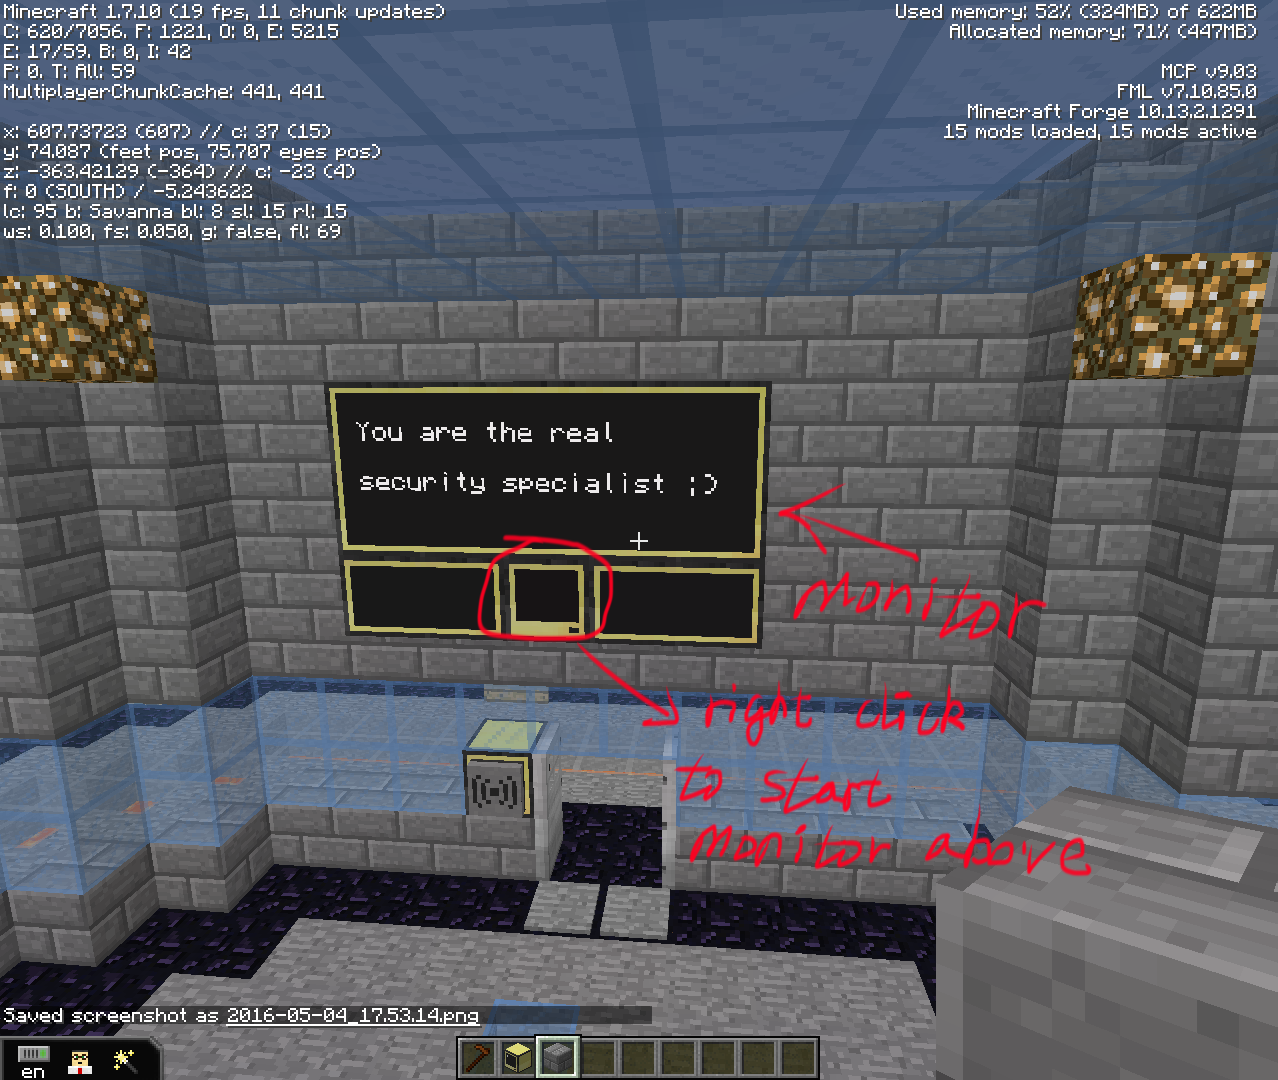 Minecraft 1.7.10 (19 fps, 11 chunk updates)
C: 620/7056. F: 1221, O: 0, E: 5215
E: 17/59. B: 0, I: 42
P: 0. T: All: 59
MultiplayerChunkCache: 441, 441
x: 607.73723 (607) // c: 37 (15)
y: 74.087 (feet pos, 75.707 eyes pos)
z: -363.42129 (-364) // c: -23 (4)
f: 0 (SOUTH) / -5.243622
lc: 95 b: Savanna bl: 8 sl: 15 rl: 15
ws: 0.100, fs: 0.050, g: false, fl: 69
Used memory: 52% (324MB) of 622MB
Allocated memory: 71% (447MB)
MCP v9.03
FML v7.10.85.0
Minecraft Forge 10.13.2.1291
15 mods loaded, 15 mods active
You are the real
security specialist ;)
Monitor
right click
to start
Monitor above
Saved screenshot as 2016-05-04_17.53.14.png
en